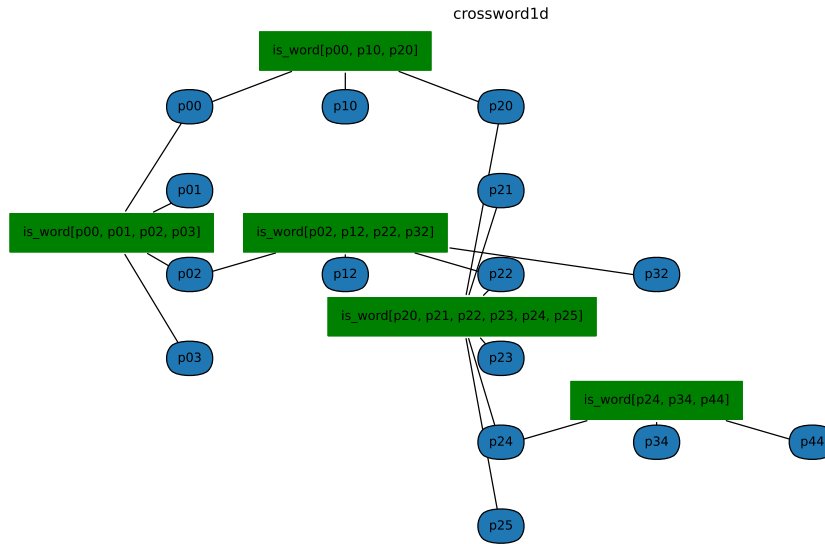 crossword1d
is_word[p00, p10, p20]
p00
p10
p20
p01
p21
is_word[p00, p01, p02, p03]
is_word[p02, p12, p22, p32]
p02
p12
p22
p32
is_word[p20, p21, p22, p23, p24, p25]
p03
p23
is_word[p24, p34, p44]
p24
p34
p44
p25